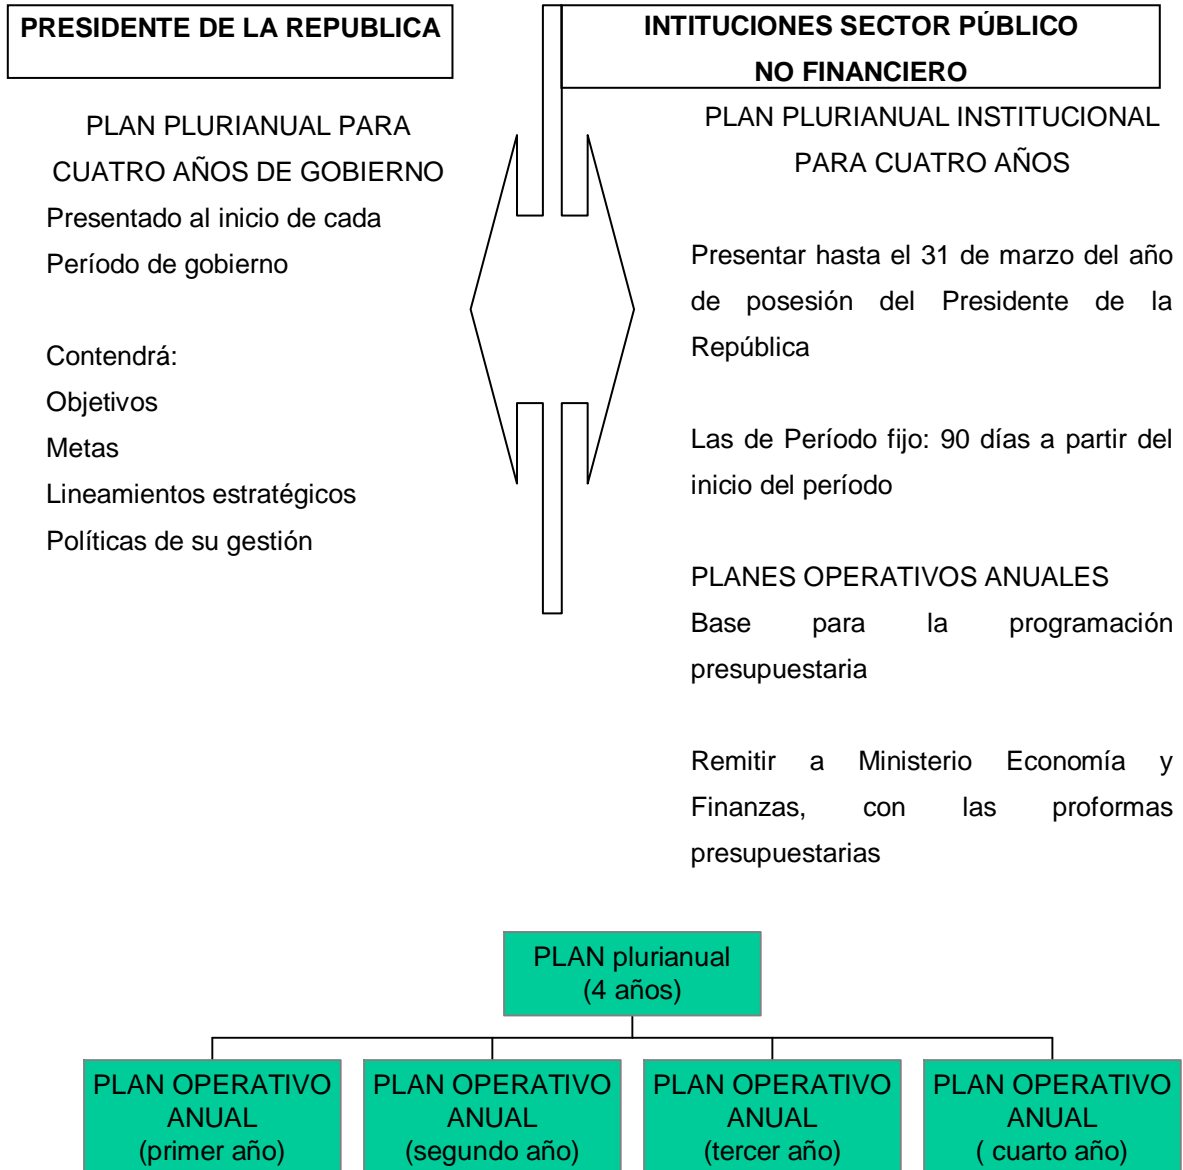 PRESIDENTE DE LA REPUBLICA
PLAN PLURIANUAL PARA
CUATRO AÑOS DE GOBIERNO
Presentado al inicio de cada
Período de gobierno
Contendrá:
Objetivos
Metas
Lineamientos estratégicos
Políticas de su gestión
INTITUCIONES SECTOR PÚBLICO
NO FINANCIERO
PLAN PLURIANUAL INSTITUCIONAL
PARA CUATRO AÑOS
Presentar hasta el 31 de marzo del año
de posesión del Presidente de la
República
Las de Período fijo: 90 días a partir del
inicio del período
PLANES OPERATIVOS ANUALES
Base para la programación
presupuestaria
Remitir a Ministerio Economía y
Finanzas, con las proformas
presupuestarias
PLAN plurianual
(4 años)
PLAN OPERATIVO
ANUAL
(primer año)
PLAN OPERATIVO
ANUAL
(segundo año)
PLAN OPERATIVO
ANUAL
(tercer año)
PLAN OPERATIVO
ANUAL
( cuarto año)